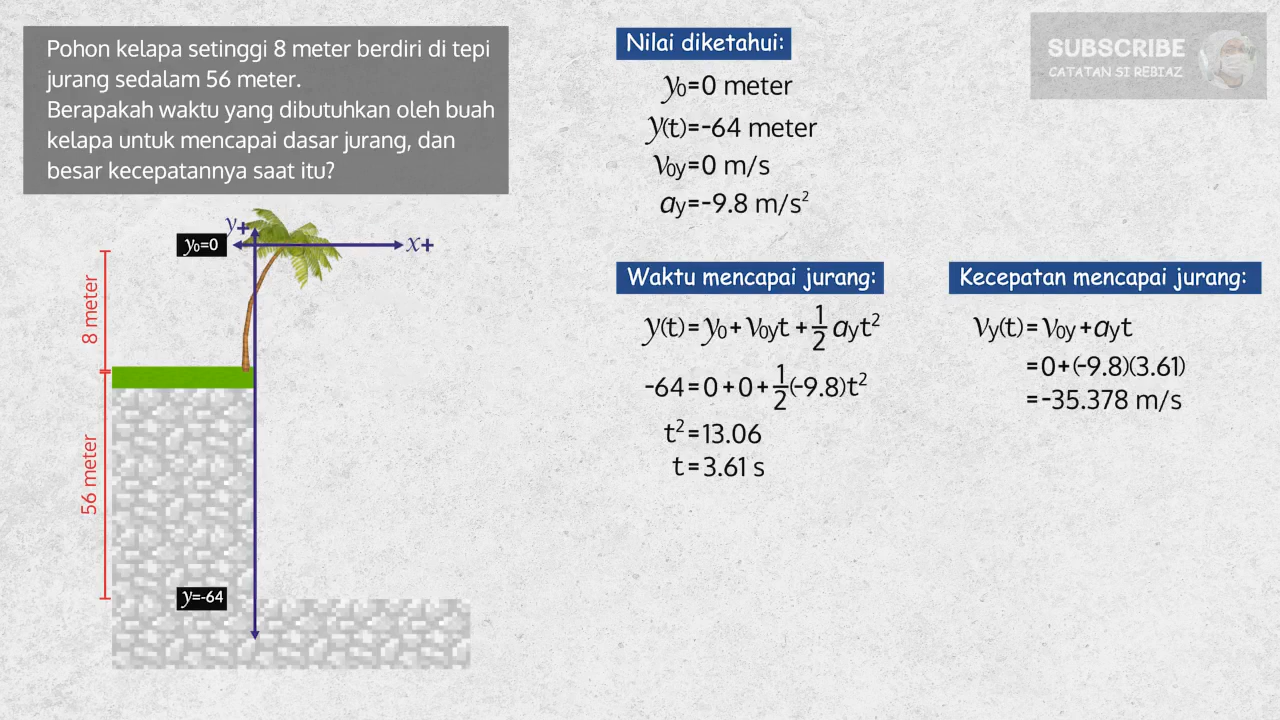 Pohon kelapa setinggi 8 meter berdiri di tepi
jurang sedalam 56 meter.
Berapakah waktu yang dibutuhkan oleh buah
kelapa untuk mencapai dasar jurang, dan
besar kecepatannya saat itu?
y+
y₀=0
x+
8 meter
56 meter
y=-64
Nilai diketahui:
y₀=0 meter
y(t)=-64 meter
v₀y=0 m/s
ay=-9.8 m/s²
Waktu mencapai jurang:
y(t)=y₀+v₀yt+1/2 ayt²
-64=0+0+1/2(-9.8)t²
t²=13.06
t=3.61 s
Kecepatan mencapai jurang:
vy(t)=v₀y+ayt
=0+(-9.8)(3.61)
=-35.378 m/s
SUBSCRIBE
CATATAN SI REBIAZ